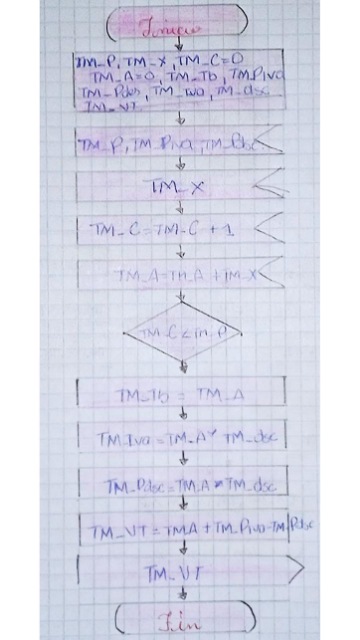 Inicio
TM_P, TM_X, TM_C=0
TM_A=0, TM_Tb, TM_Piva
TM_Pdes, TM_iva, TM_dsc
TM_VT
TM_P, TM_Piva, TM_Pdsc
TM_X
TM_C=TM_C + 1
TM_A=TM_A + TM_X
TM_C < TM_P
TM_Tb = TM_A
TM_Iva=TM_A* TM_dsc
TM_Pdsc=TM_A * TM_dsc
TM_VT = TM_A + TM_Piva-TM_Pdsc
TM_VT
Fin